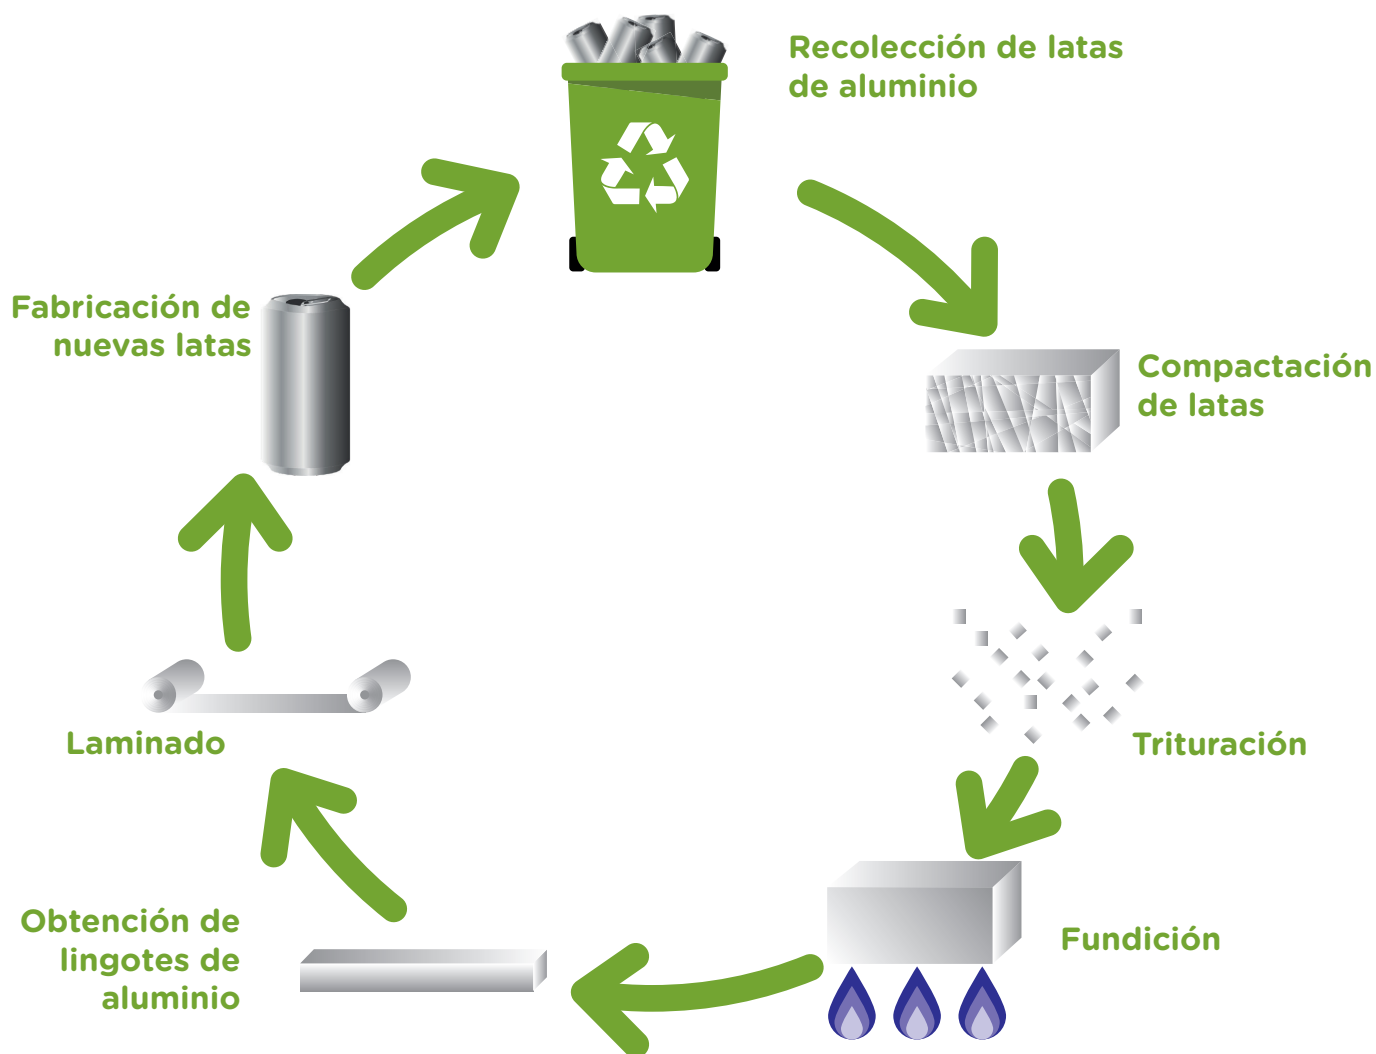 Recolección de latas
de aluminio
Compactación
de latas
Trituración
Fundición
Obtención de
lingotes de
aluminio
Laminado
Fabricación de
nuevas latas